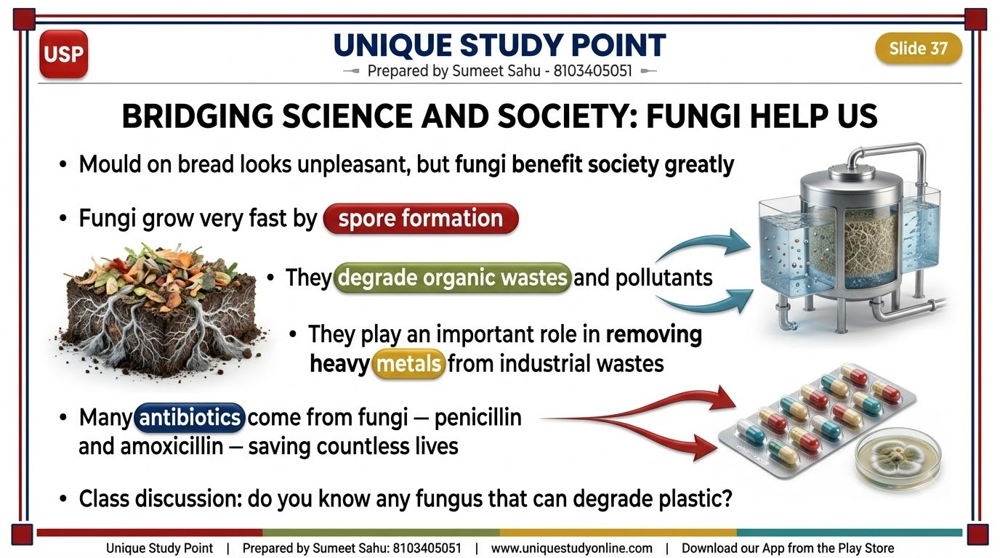 USP
UNIQUE STUDY POINT
Prepared by Sumeet Sahu - 8103405051
Slide 37
BRIDGING SCIENCE AND SOCIETY: FUNGI HELP US
• Mould on bread looks unpleasant, but fungi benefit society greatly
• Fungi grow very fast by spore formation
• They degrade organic wastes and pollutants
• They play an important role in removing
heavy metals from industrial wastes
• Many antibiotics come from fungi — penicillin
and amoxicillin — saving countless lives
• Class discussion: do you know any fungus that can degrade plastic?
Unique Study Point | Prepared by Sumeet Sahu: 8103405051 | www.uniquestudyonline.com | Download our App from the Play Store